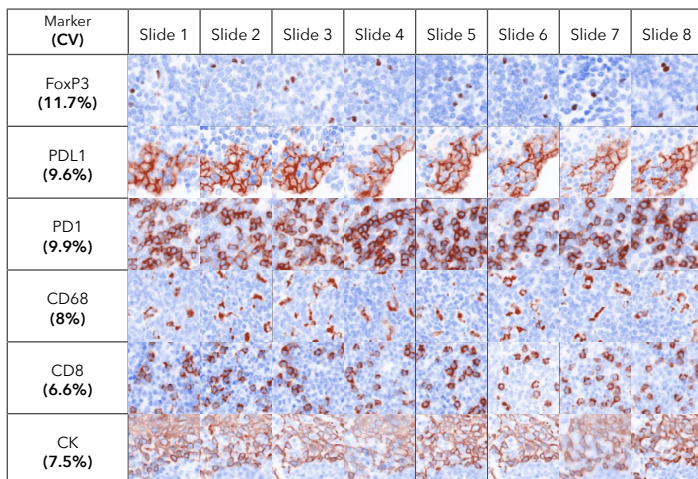 Marker
(CV)
Slide 1
Slide 2
Slide 3
Slide 4
Slide 5
Slide 6
Slide 7
Slide 8
FoxP3
(11.7%)
PDL1
(9.6%)
PD1
(9.9%)
CD68
(8%)
CD8
(6.6%)
CK
(7.5%)